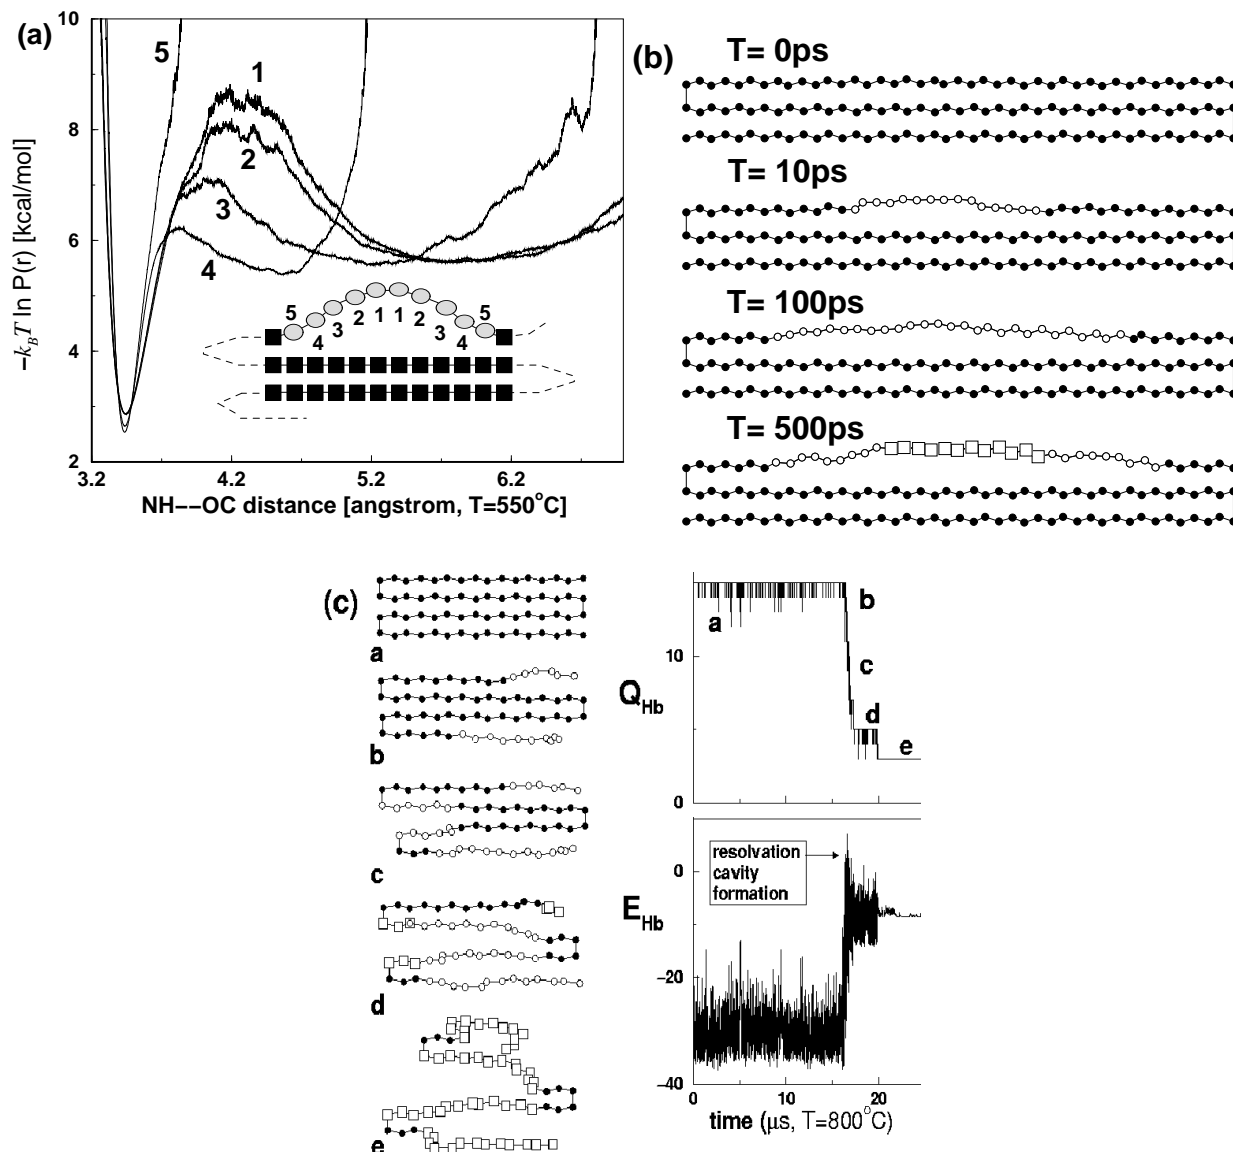 (a)
10
8
6
4
2
−k_B T ln P(r) [kcal/mol]
5
1
2
3
4
5 4 3 2 1 1 2 3 4 5
3.2 4.2 5.2 6.2
NH−−OC distance [angstrom, T=550°C]
(b)
T= 0ps
T= 10ps
T= 100ps
T= 500ps
(c)
a
b
c
d
e
Q_Hb
10
0
a
b
c
d
e
E_Hb
0
−20
−40
resolvation
cavity
formation
0 10 20
time (μs, T=800°C)